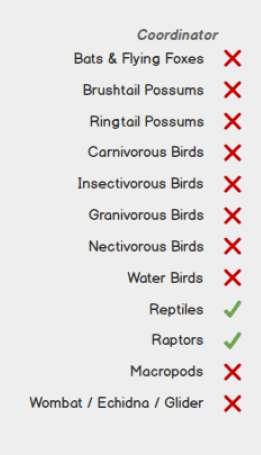 Coordinator
Bats & Flying Foxes
Brushtail Possums
Ringtail Possums
Carnivorous Birds
Insectivorous Birds
Granivorous Birds
Nectivorous Birds
Water Birds
Reptiles
Raptors
Macropods
Wombat / Echidna / Glider